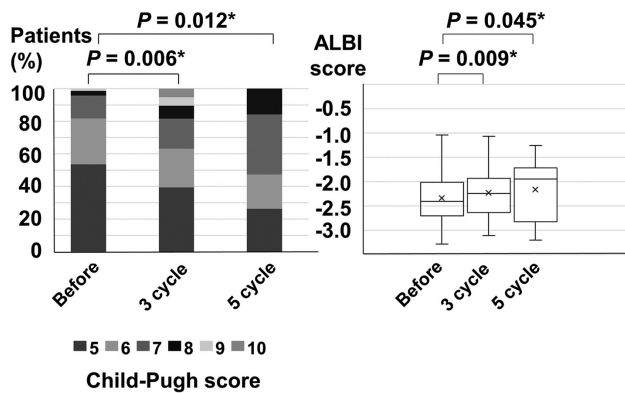 P = 0.012*
Patients
(%)
P = 0.006*
100
80
60
40
20
0
Before
3 cycle
5 cycle
5 6 7 8 9 10
Child-Pugh score
P = 0.045*
ALBI
score
P = 0.009*
-0.5
-1.0
-1.5
-2.0
-2.5
-3.0
Before
3 cycle
5 cycle